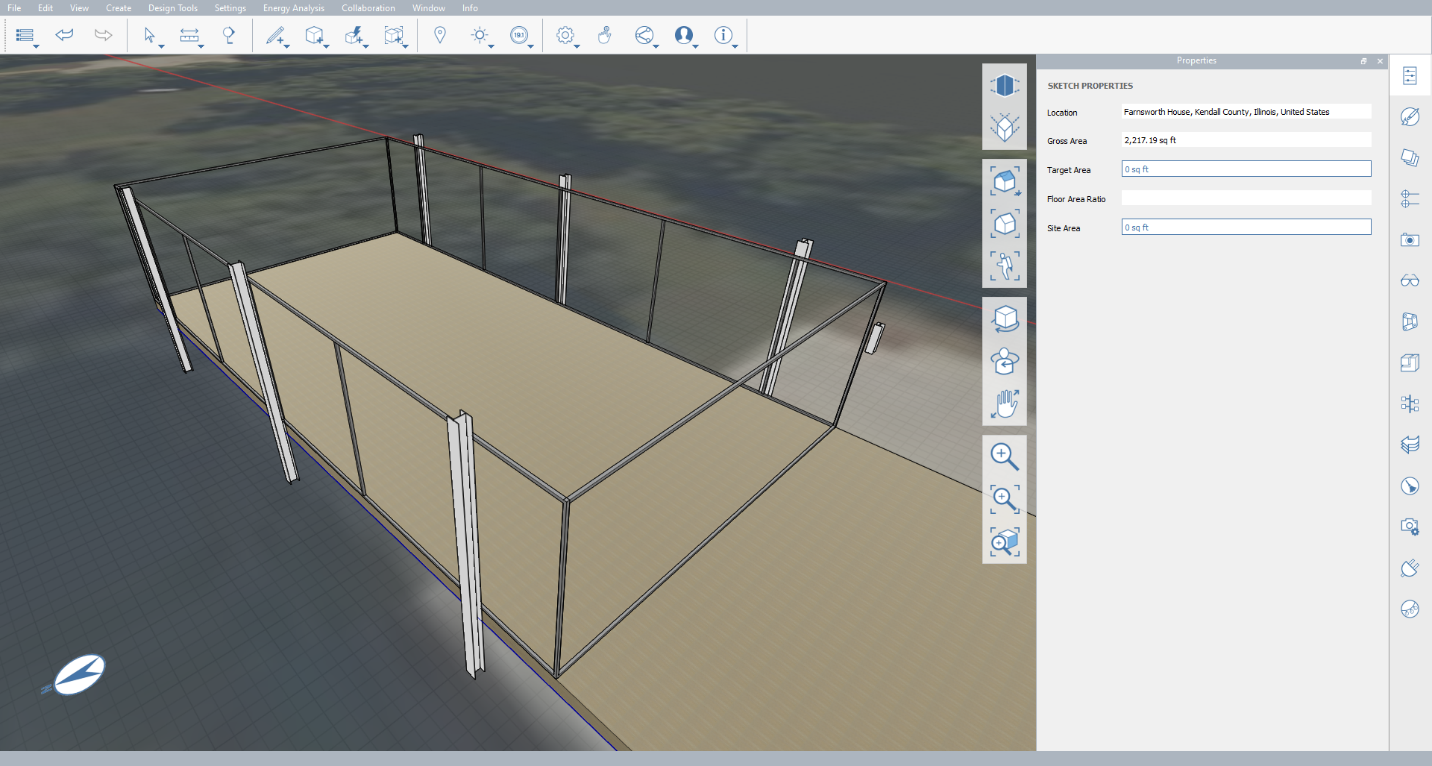 File Edit View Create Design Tools Settings Energy Analysis Collaboration Window Info
191
Properties
SKETCH PROPERTIES
Location Farnsworth House, Kendall County, Illinois, United States
Gross Area 2,217.19 sq ft
Target Area 0 sq ft
Floor Area Ratio
Site Area 0 sq ft